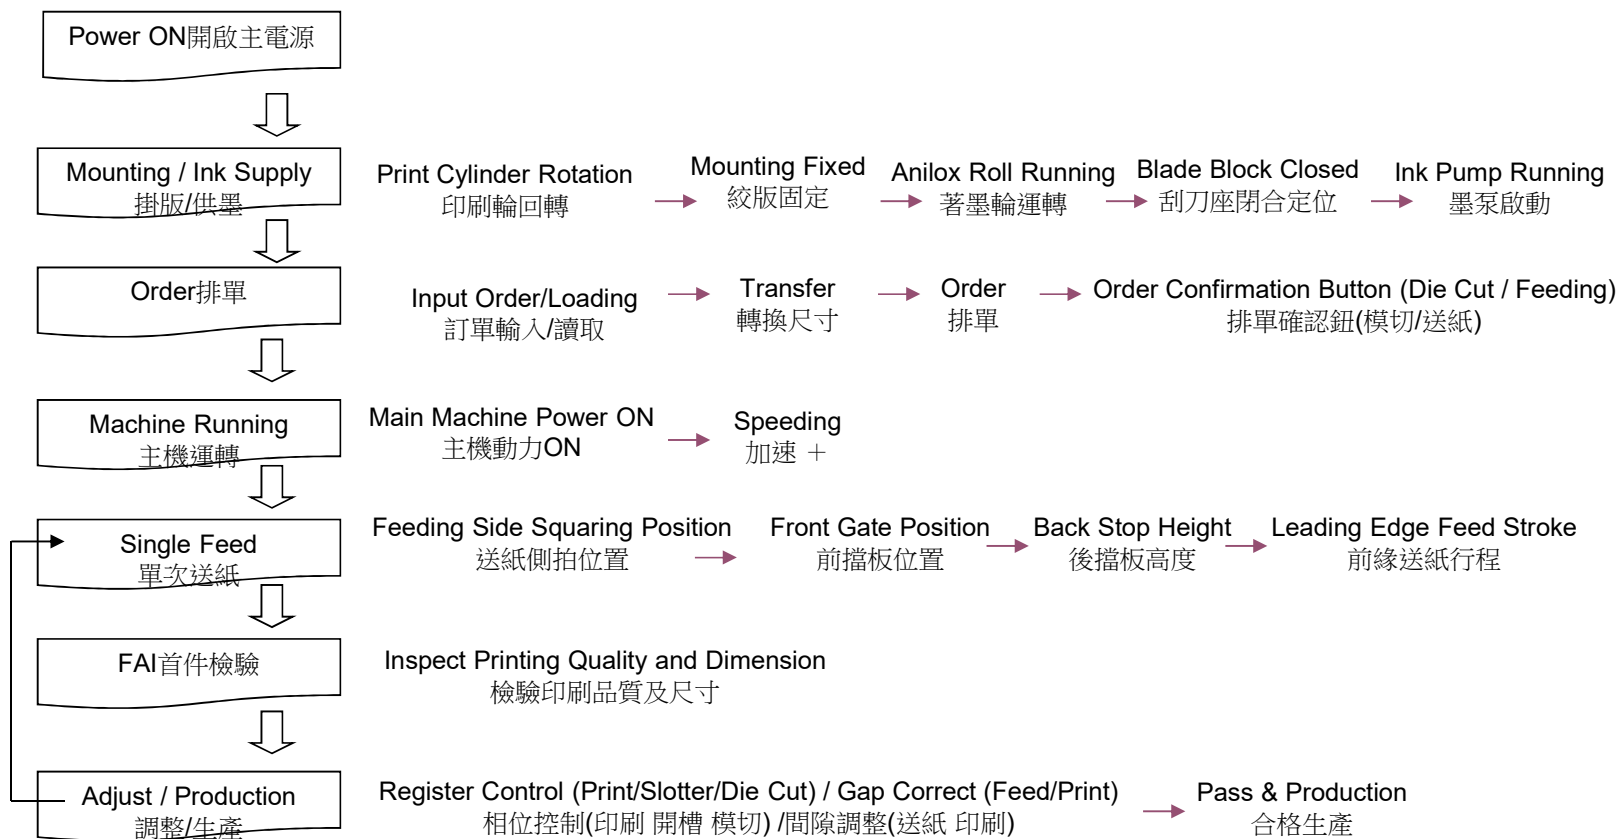 Power ON開啟主電源
Mounting / Ink Supply
掛版/供墨
Print Cylinder Rotation
印刷輪回轉
Mounting Fixed
絞版固定
Anilox Roll Running
著墨輪運轉
Blade Block Closed
刮刀座閉合定位
Ink Pump Running
墨泵啟動
Order排單
Input Order/Loading
訂單輸入/讀取
Transfer
轉換尺寸
Order
排單
Order Confirmation Button (Die Cut / Feeding)
排單確認鈕(模切/送紙)
Machine Running
主機運轉
Main Machine Power ON
主機動力ON
Speeding
加速 ＋
Single Feed
單次送紙
Feeding Side Squaring Position
送紙側拍位置
Front Gate Position
前擋板位置
Back Stop Height
後擋板高度
Leading Edge Feed Stroke
前緣送紙行程
FAI首件檢驗
Inspect Printing Quality and Dimension
檢驗印刷品質及尺寸
Adjust / Production
調整/生產
Register Control (Print/Slotter/Die Cut) / Gap Correct (Feed/Print)
相位控制(印刷 開槽 模切) /間隙調整(送紙 印刷)
Pass & Production
合格生產